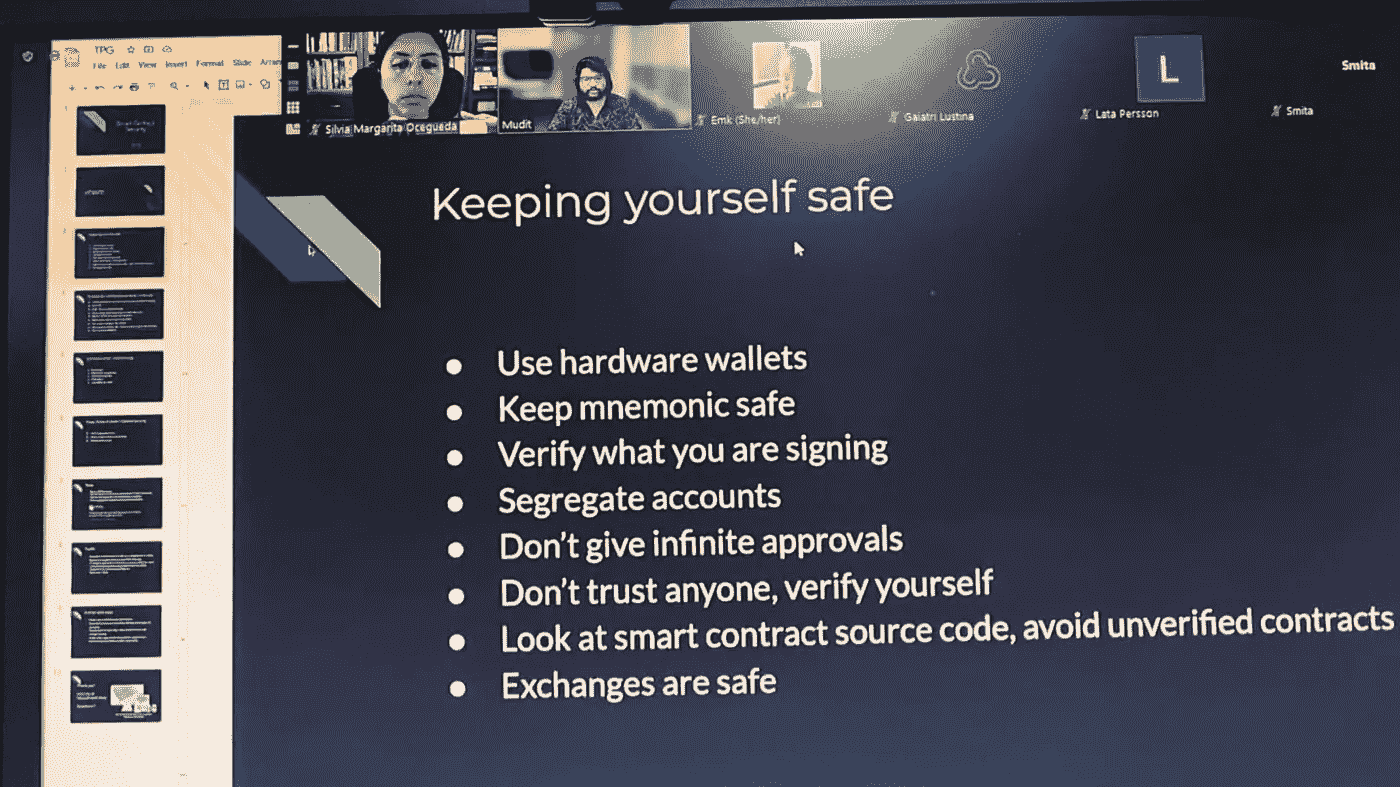 TPG
File Edit View Insert Format Slide Arran
Silvia Margarita Ocegueda
Mudit
Emk (She/her)
Gaiatri Lustina
L
Lata Persson
Smita
Smita
Keeping yourself safe
Use hardware wallets
Keep mnemonic safe
Verify what you are signing
Segregate accounts
Don't give infinite approvals
Don't trust anyone, verify yourself
Look at smart contract source code, avoid unverified contracts
Exchanges are safe